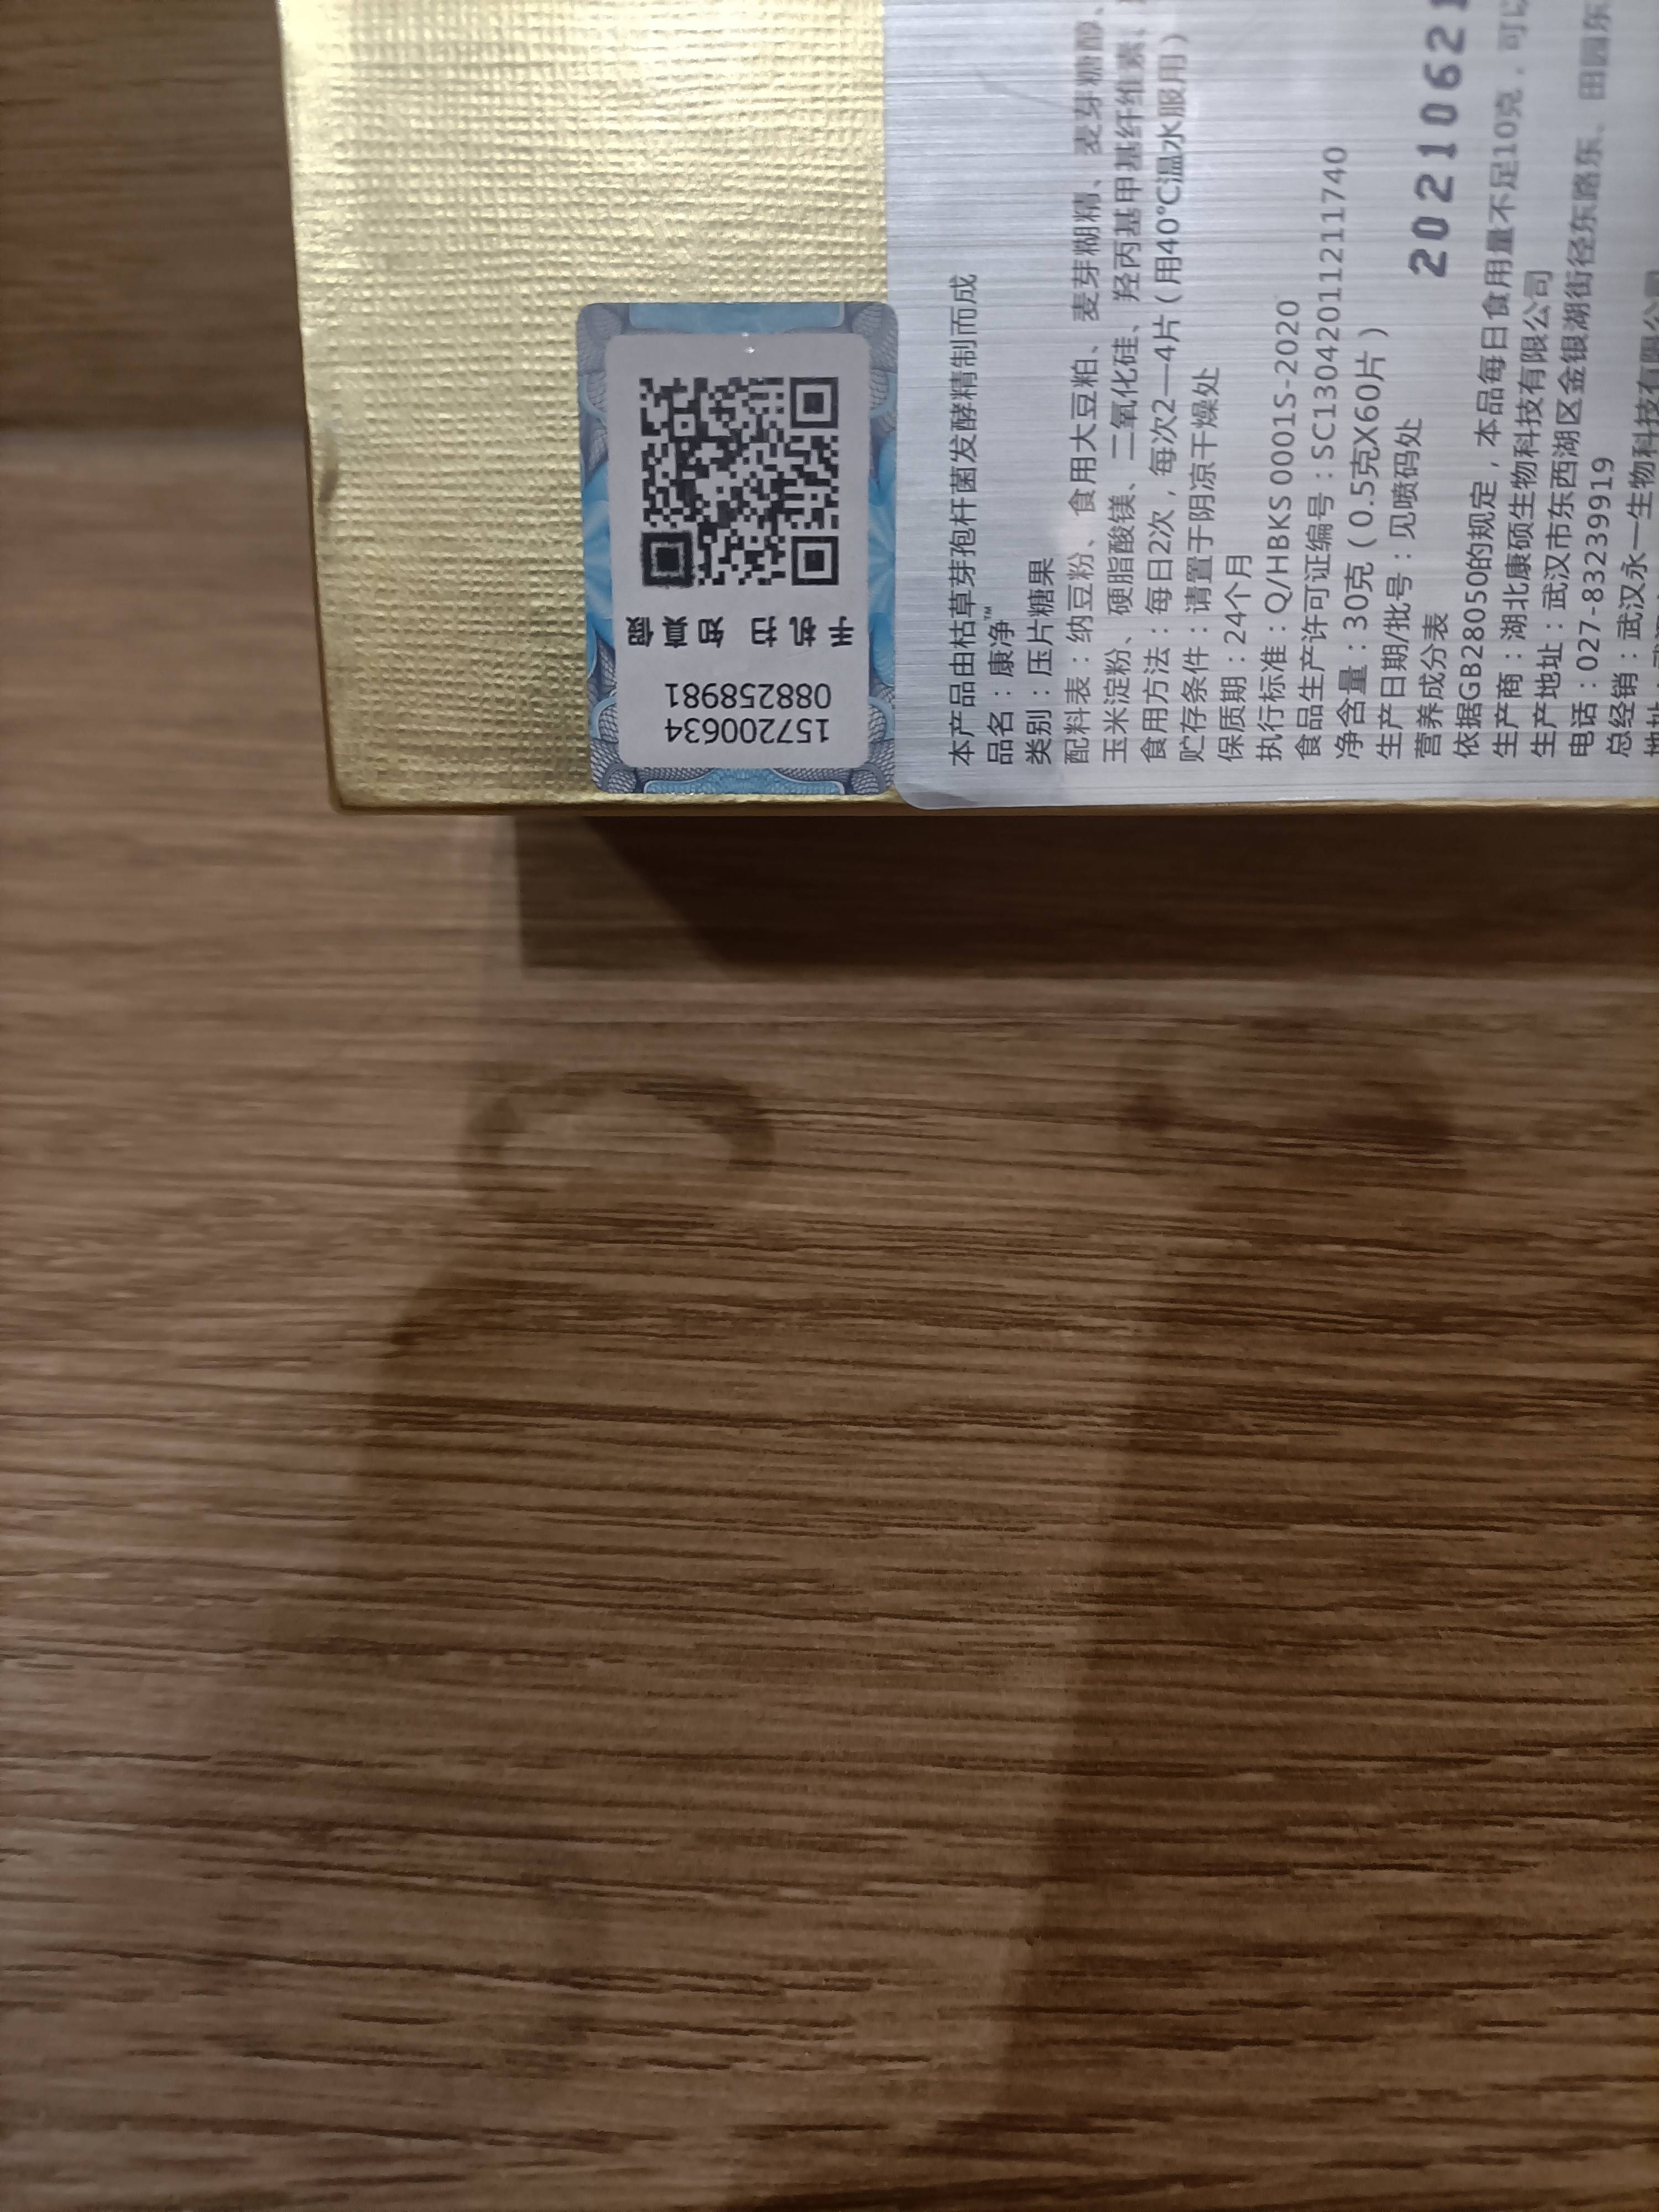 手机扫
知真假
157200634
088258981
本产品由枯草芽孢杆菌发酵精制而成
品名：康净™
类别：压片糖果
配料表：纳豆粉、食用大豆粕、麦芽糊精、麦芽糖醇、
玉米淀粉、硬脂酸镁、二氧化硅、羟丙基甲基纤维素、
食用方法：每日2次，每次2—4片（用40℃温水服用）
贮存条件：请置于阴凉干燥处
保质期：24个月
执行标准：Q/HBKS 0001S-2020
食品生产许可证编号：SC13042011211740
净含量：30克（0.5克X60片）
生产日期/批号：见喷码处
2021062
营养成分表
依据GB28050的规定，本品每日食用量不足10克，可以
生产商：湖北康硕生物科技有限公司
生产地址：武汉市东西湖区金银湖街径东路东、田园东
电话：027-83239919
总经销：武汉永一生物科技有限公司